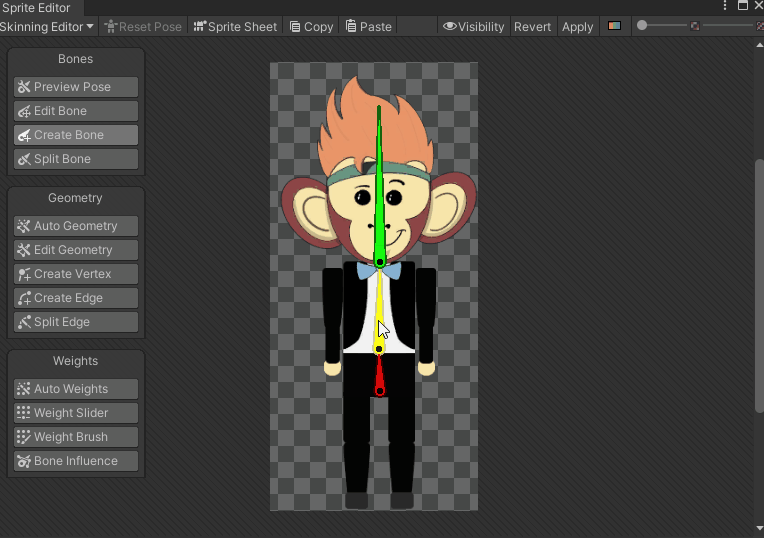 Sprite Editor
Skinning Editor Reset Pose Sprite Sheet Copy Paste Visibility Revert Apply
Bones
Preview Pose
Edit Bone
Create Bone
Split Bone
Geometry
Auto Geometry
Edit Geometry
Create Vertex
Create Edge
Split Edge
Weights
Auto Weights
Weight Slider
Weight Brush
Bone Influence